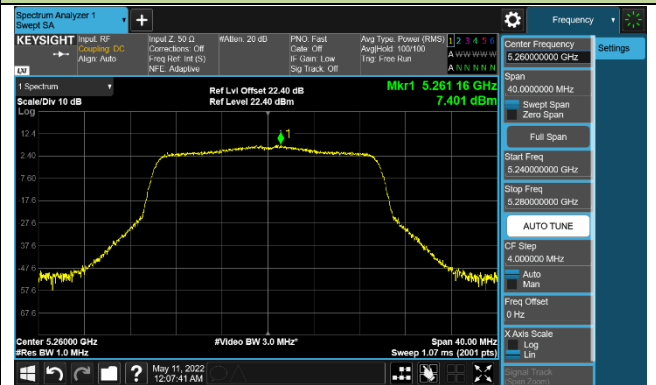 Spectrum Analyzer 1
Swept SA
+
Frequency
KEYSIGHT
Input: RF
Coupling: DC
Align: Auto
Input Z: 50 Ω
Corrections: Off
Freq Ref: Int (S)
NFE: Adaptive
#Atten: 20 dB
PNO: Fast
Gate: Off
IF Gain: Low
Sig Track: Off
Avg Type: Power (RMS)
Avg|Hold: 100/100
Trig: Free Run
1 2 3 4 5 6
A W W W W W
A N N N N N
LXI
1 Spectrum
Scale/Div 10 dB
Log
Ref Lvl Offset 22.40 dB
Ref Level 22.40 dBm
Mkr1 5.261 16 GHz
7.401 dBm
1
12.4
2.40
-7.60
-17.6
-27.6
-37.6
-47.6
-57.6
-67.6
Center 5.26000 GHz
#Res BW 1.0 MHz
#Video BW 3.0 MHz*
Span 40.00 MHz
Sweep 1.07 ms (2001 pts)
May 11, 2022
12:07:41 AM
?
Center Frequency
5.260000000 GHz
Settings
Span
40.0000000 MHz
Swept Span
Zero Span
Full Span
Start Freq
5.240000000 GHz
Stop Freq
5.280000000 GHz
AUTO TUNE
CF Step
4.000000 MHz
Auto
Man
Freq Offset
0 Hz
X Axis Scale
Log
Lin
Signal Track
(Span Zoom)